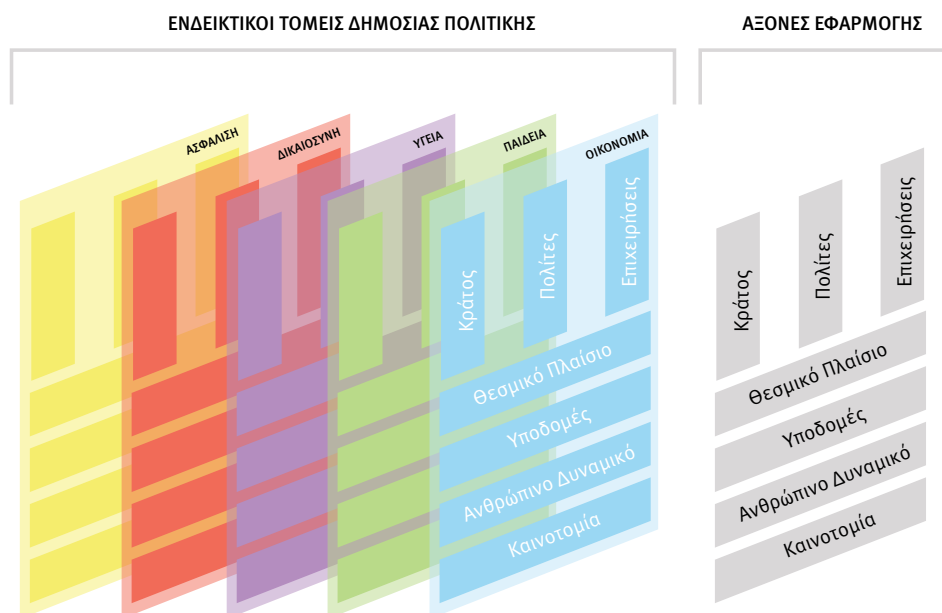 ΕΝΔΕΙΚΤΙΚΟΙ ΤΟΜΕΙΣ ΔΗΜΟΣΙΑΣ ΠΟΛΙΤΙΚΗΣ
ΑΞΟΝΕΣ ΕΦΑΡΜΟΓΗΣ
ΑΣΦΑΛΙΣΗ
ΔΙΚΑΙΟΣΥΝΗ
ΥΓΕΙΑ
ΠΑΙΔΕΙΑ
ΟΙΚΟΝΟΜΙΑ
Κράτος
Πολίτες
Επιχειρήσεις
Θεσμικό Πλαίσιο
Υποδομές
Ανθρώπινο Δυναμικό
Καινοτομία
Κράτος
Πολίτες
Επιχειρήσεις
Θεσμικό Πλαίσιο
Υποδομές
Ανθρώπινο Δυναμικό
Καινοτομία